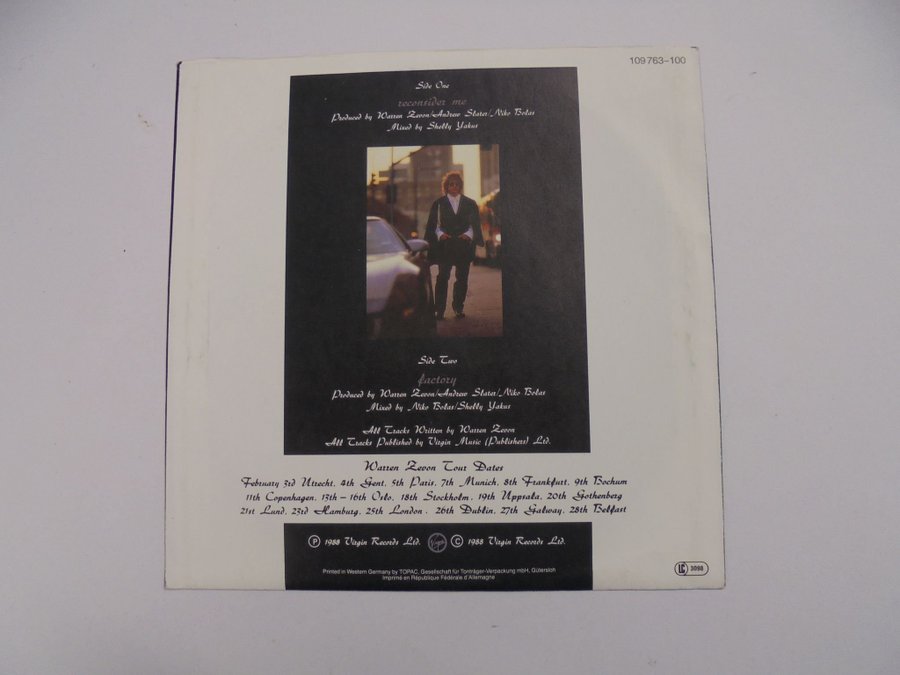 109 763-100
Side One
reconsider me
Produced by Warren Zevon/Andrew Slater/Niko Bolas
Mixed by Shelly Yakus
Side Two
factory
Produced by Warren Zevon/Andrew Slater/Niko Bolas
Mixed by Niko Bolas/Shelly Yakus
All Tracks Written by Warren Zevon
All Tracks Published by Virgin Music (Publishers) Ltd.
Warren Zevon Tour Dates
February 3rd Utrecht, 4th Gent, 5th Paris, 7th Munich, 8th Frankfurt, 9th Bochum
11th Copenhagen, 13th – 16th Oslo, 18th Stockholm, 19th Uppsala, 20th Gothenberg
21st Lund, 23rd Hamburg, 25th London, 26th Dublin, 27th Galway, 28th Belfast
Ⓟ 1988 Virgin Records Ltd. Virgin © 1988 Virgin Records Ltd.
Printed in Western Germany by TOPAC, Gesellschaft für Tonträger-Verpackung mbH, Gütersloh
Imprimé en République Fédérale d'Allemagne
LC 3098